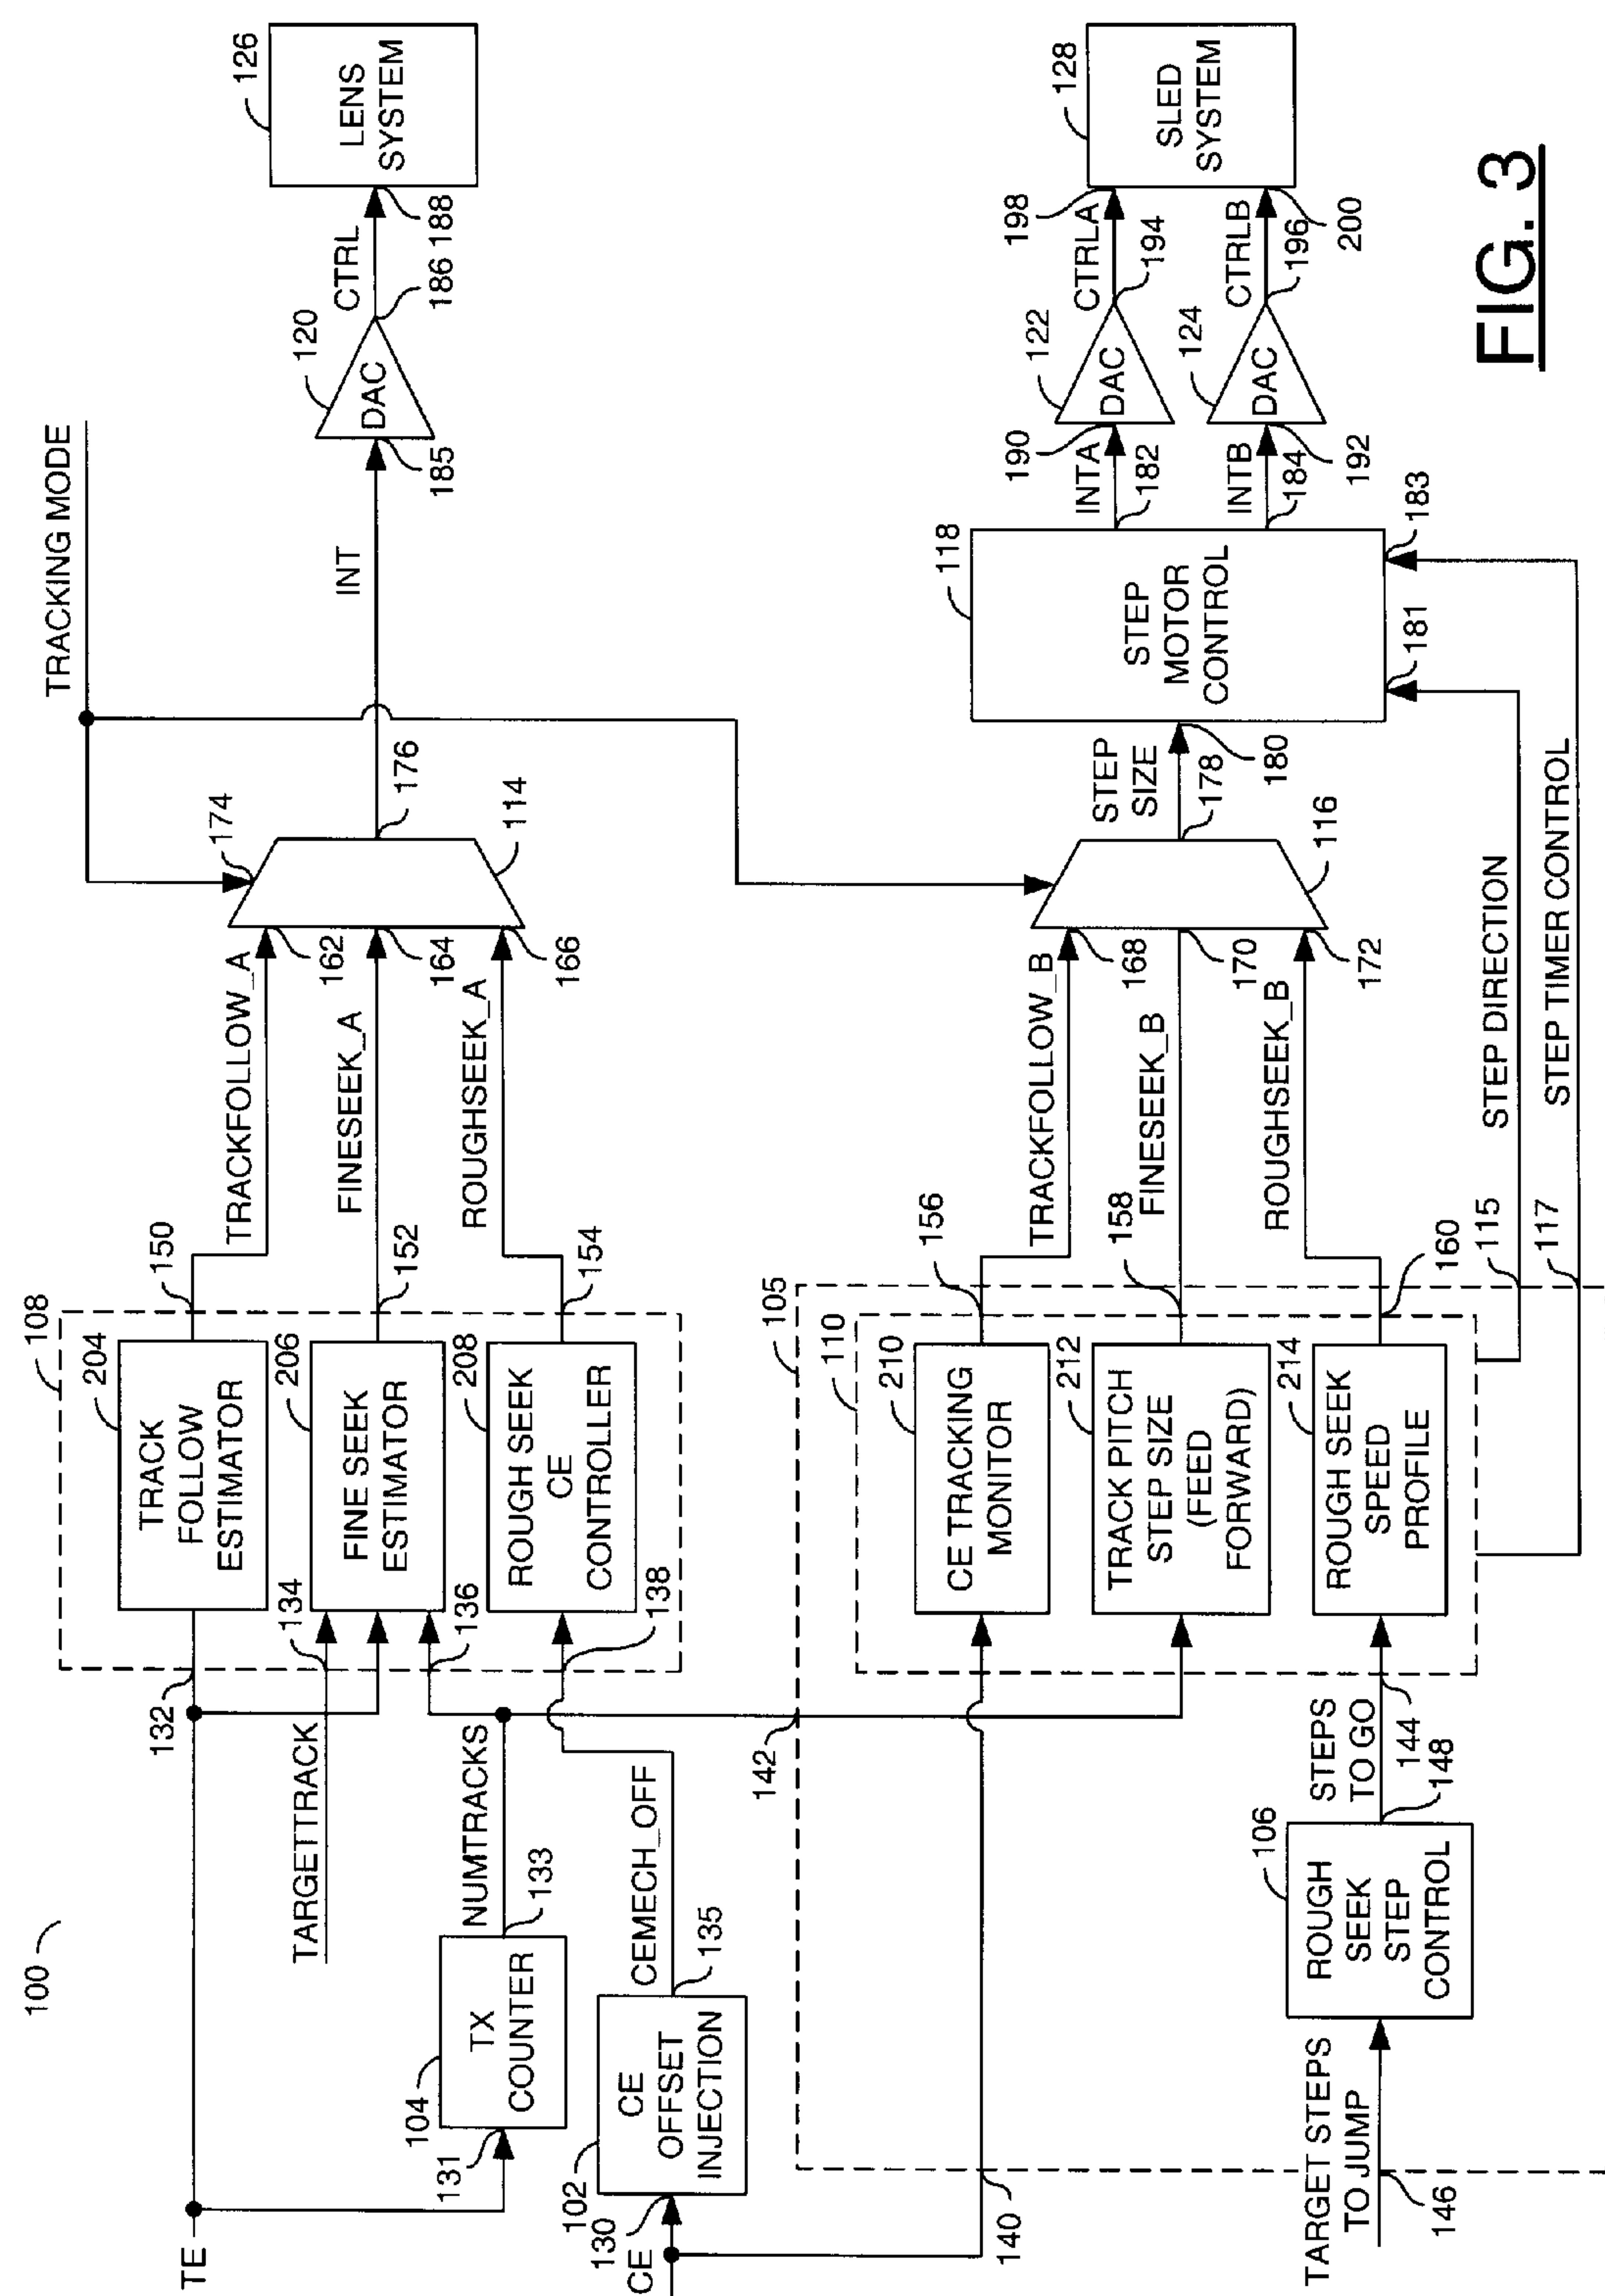 100
TE
CE
TARGETTRACK
TARGET STEPS
TO JUMP
146
130
102
CE
OFFSET
INJECTION
135
CEMECH_OFF
131
104
TX
COUNTER
133
NUMTRACKS
140
142
105
106
ROUGH
SEEK
STEP
CONTROL
148
STEPS
TO GO
144
132
134
136
138
108
204
TRACK
FOLLOW
ESTIMATOR
206
FINE SEEK
ESTIMATOR
208
ROUGH SEEK
CE
CONTROLLER
110
210
CE TRACKING
MONITOR
212
TRACK PITCH
STEP SIZE
(FEED
FORWARD)
214
ROUGH SEEK
SPEED
PROFILE
150
TRACKFOLLOW_A
152
FINESEEK_A
154
ROUGHSEEK_A
156
TRACKFOLLOW_B
158
FINESEEK_B
160
ROUGHSEEK_B
115
STEP DIRECTION
117
STEP TIMER CONTROL
162
164
166
174
176
114
168
170
172
178
116
TRACKING MODE
STEP
SIZE
180
118
STEP
MOTOR
CONTROL
181
183
INT
185
120
DAC
186
CTRL
188
126
LENS
SYSTEM
INTA
182
190
122
DAC
194
CTRLA
198
INTB
184
192
124
DAC
196
CTRLB
200
128
SLED
SYSTEM
FIG. 3